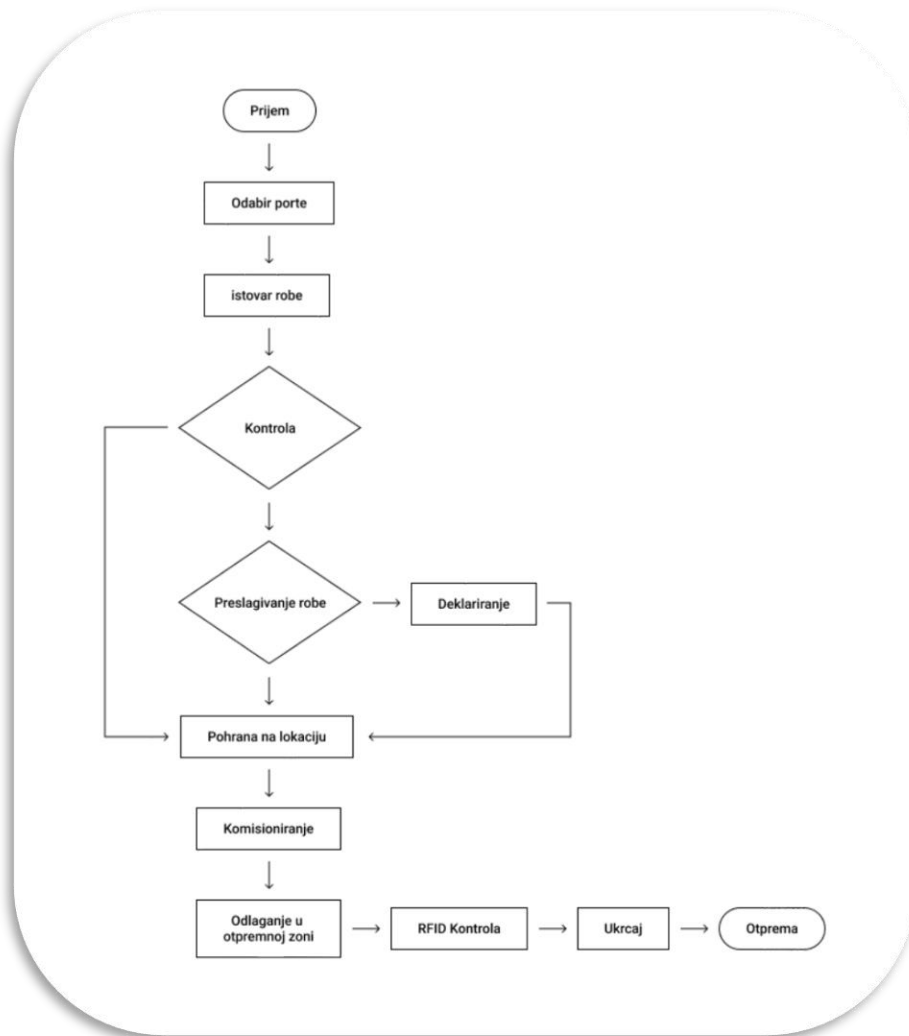 Prijem
Odabir porte
istovar robe
Kontrola
Preslagivanje robe
Deklariranje
Pohrana na lokaciju
Komisioniranje
Odlaganje u
otpremnoj zoni
RFID Kontrola
Ukrcaj
Otprema